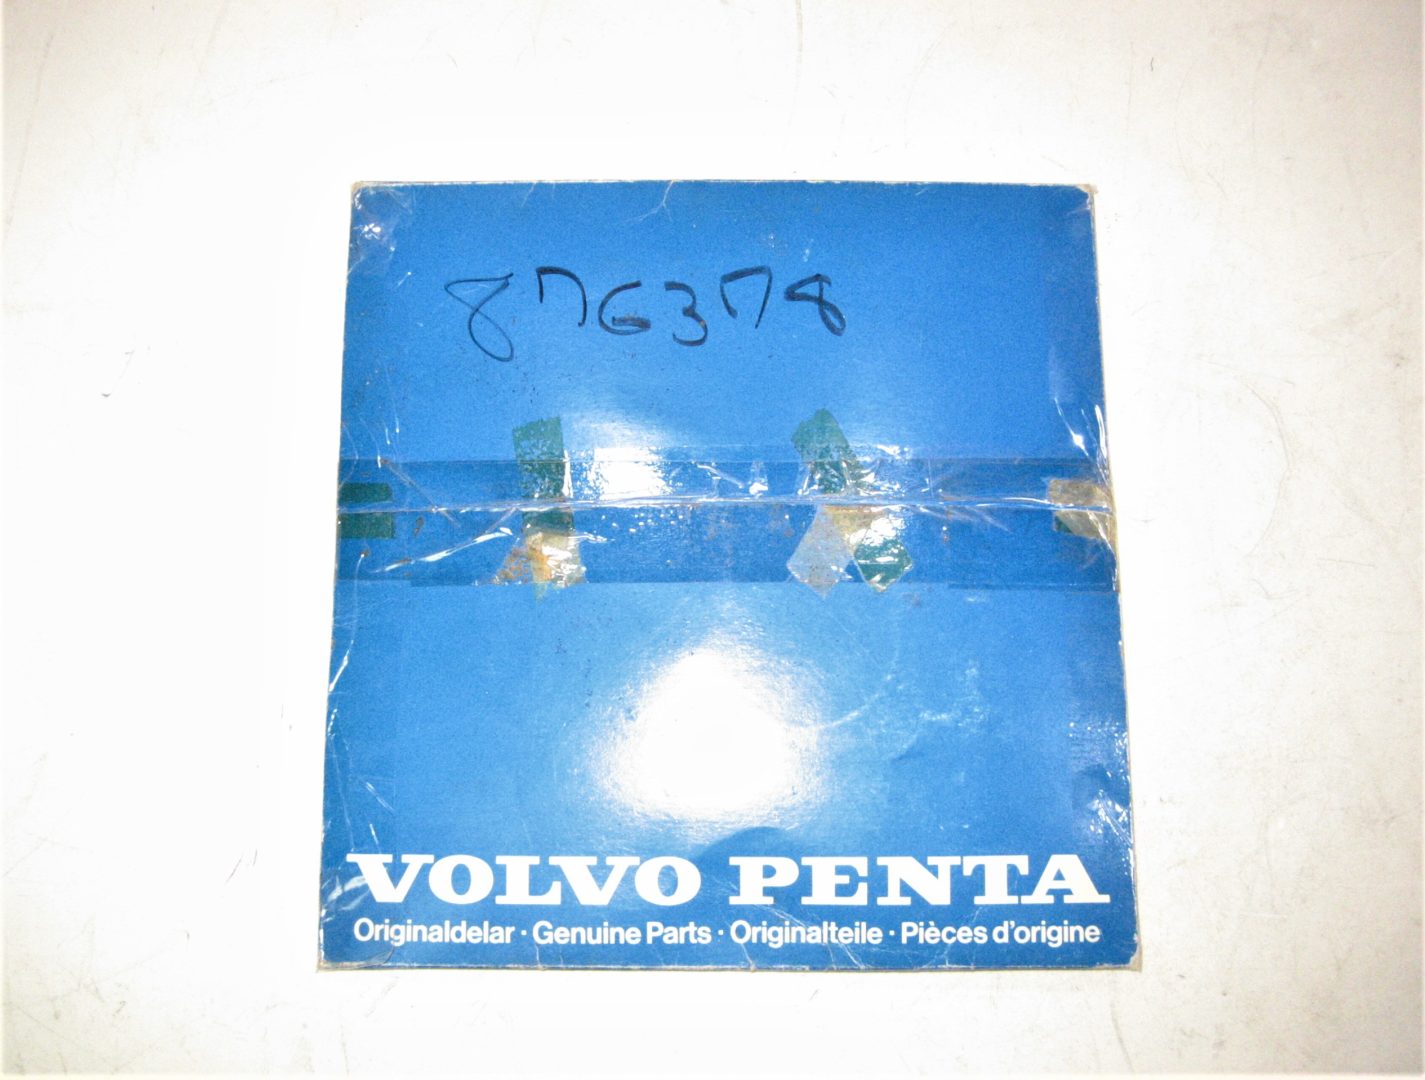 876378
VOLVO PENTA
Originaldelar · Genuine Parts · Originalteile · Pièces d'origine